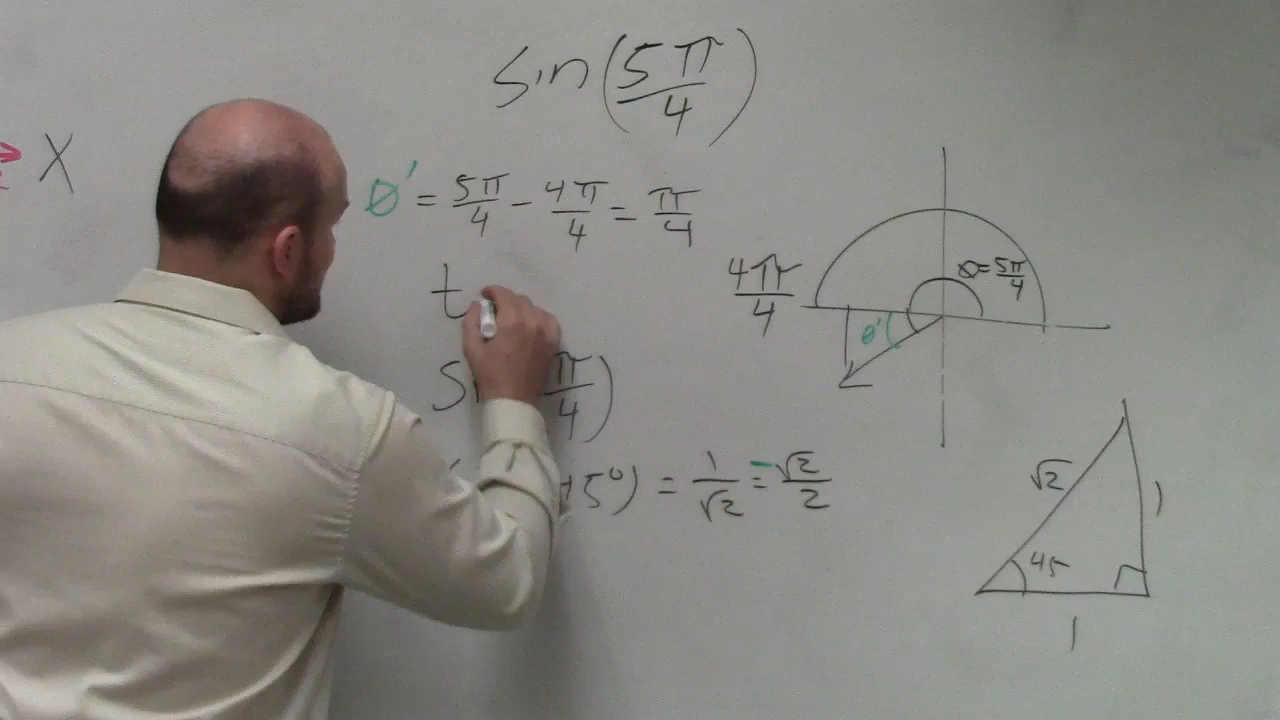 sin(5π/4)
X
θ' = 5π/4 - 4π/4 = π/4
t
π/4)
5°) = 1/√2 = -√2/2
4π/4
θ = 5π/4
θ'
√2
1
45
1